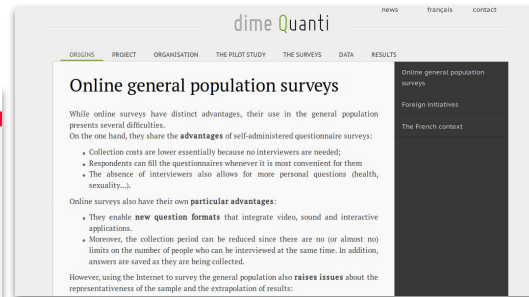 news français contact
dime Quanti
ORIGINS PROJECT ORGANISATION THE PILOT STUDY THE SURVEYS DATA RESULTS
Online general population surveys
While online surveys have distinct advantages, their use in the general population
presents several difficulties.
On the one hand, they share the advantages of self-administered questionnaire surveys:
• Collection costs are lower essentially because no interviewers are needed;
• Respondents can fill the questionnaires whenever it is most convenient for them
• The absence of interviewers also allows for more personal questions (health,
sexuality...).
Online surveys also have their own particular advantages:
• They enable new question formats that integrate video, sound and interactive
applications.
• Moreover, the collection period can be reduced since there are no (or almost no)
limits on the number of people who can be interviewed at the same time. In addition,
answers are saved as they are being collected.
However, using the Internet to survey the general population also raises issues about the
representativeness of the sample and the extrapolation of results:
Online general population
surveys
Foreign initiatives
The French context